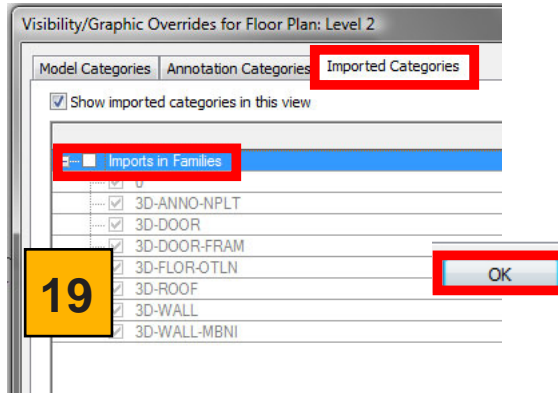 Visibility/Graphic Overrides for Floor Plan: Level 2
Model Categories Annotation Categories Imported Categories
Show imported categories in this view
Imports in Families
0
3D-ANNO-NPLT
3D-DOOR
3D-DOOR-FRAM
3D-FLOR-OTLN
3D-ROOF
3D-WALL
3D-WALL-MBNI
19
OK